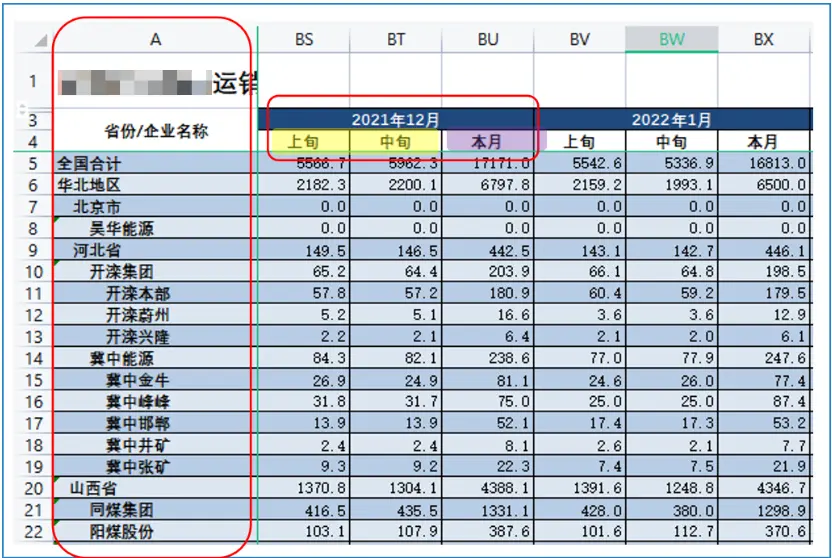 A BS BT BU BV BW BX
1 运销
3 省份/企业名称 2021年12月 2022年1月
4 上旬 中旬 本月 上旬 中旬 本月
5 全国合计 5566.7 5962.3 17171.0 5542.6 5336.9 16813.0
6 华北地区 2182.3 2200.1 6797.8 2159.2 1993.1 6500.0
7 北京市 0.0 0.0 0.0 0.0 0.0 0.0
8 昊华能源 0.0 0.0 0.0 0.0 0.0 0.0
9 河北省 149.5 146.5 442.5 143.1 142.7 446.1
10 开滦集团 65.2 64.4 203.9 66.1 64.8 198.5
11 开滦本部 57.8 57.2 180.9 60.4 59.2 179.5
12 开滦蔚州 5.2 5.1 16.6 3.6 3.6 12.9
13 开滦兴隆 2.2 2.1 6.4 2.1 2.0 6.1
14 冀中能源 84.3 82.1 238.6 77.0 77.9 247.6
15 冀中金牛 26.9 24.9 81.1 24.6 26.0 77.4
16 冀中峰峰 31.8 31.7 75.0 25.0 25.0 87.4
17 冀中邯郸 13.9 13.9 52.1 17.4 17.3 53.2
18 冀中井矿 2.4 2.4 8.1 2.6 2.1 7.7
19 冀中张矿 9.3 9.2 22.3 7.4 7.5 21.9
20 山西省 1370.8 1304.1 4388.1 1391.6 1248.8 4346.7
21 同煤集团 416.5 435.5 1331.1 428.0 380.0 1298.9
22 阳煤股份 103.1 107.9 387.6 101.6 112.7 370.6